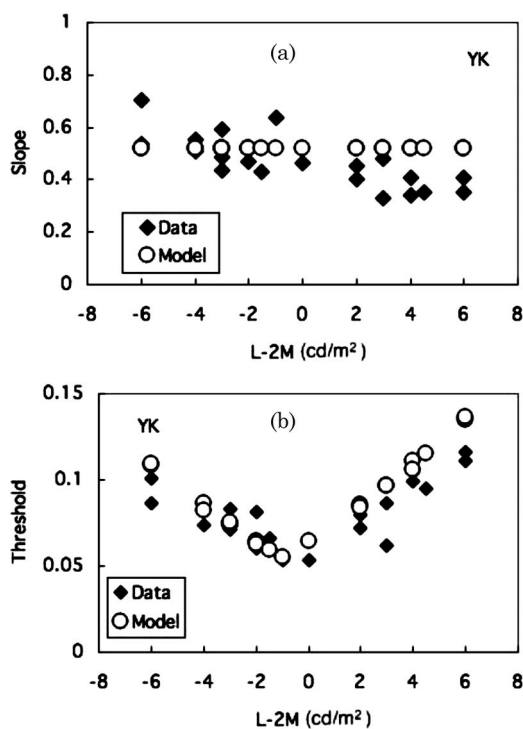 (a)
YK
1
0.8
0.6
0.4
0.2
0
Slope
Data
Model
-8 -6 -4 -2 0 2 4 6 8
L-2M (cd/m²)
(b)
YK
0.15
0.1
0.05
0
Threshold
Data
Model
-8 -6 -4 -2 0 2 4 6 8
L-2M (cd/m²)